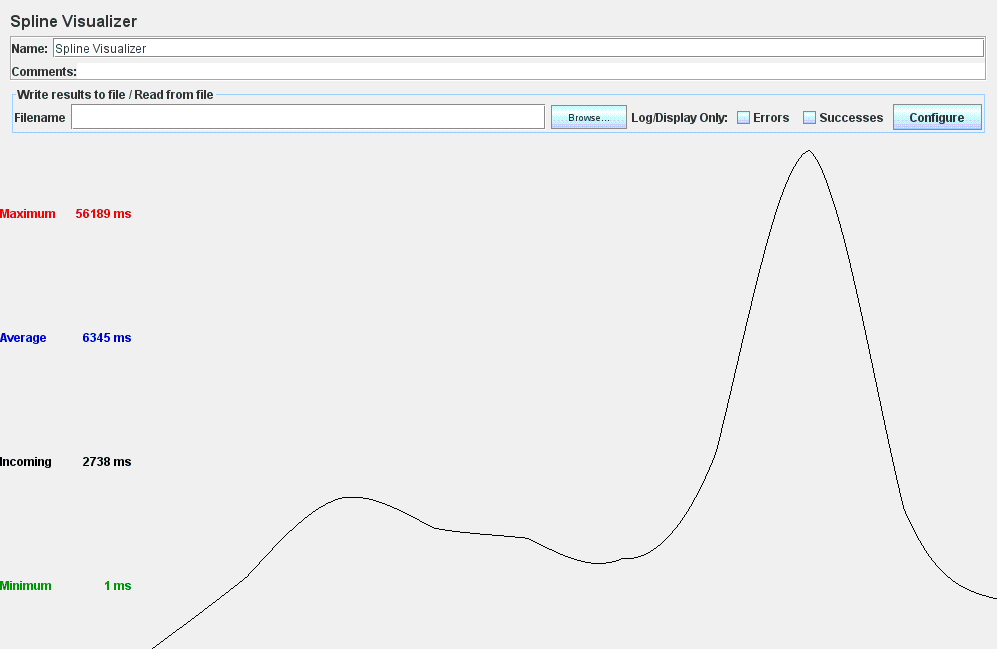 Spline Visualizer
Name: Spline Visualizer
Comments:
Write results to file / Read from file
Filename Browse... Log/Display Only: Errors Successes Configure
Maximum 56189 ms
Average 6345 ms
Incoming 2738 ms
Minimum 1 ms